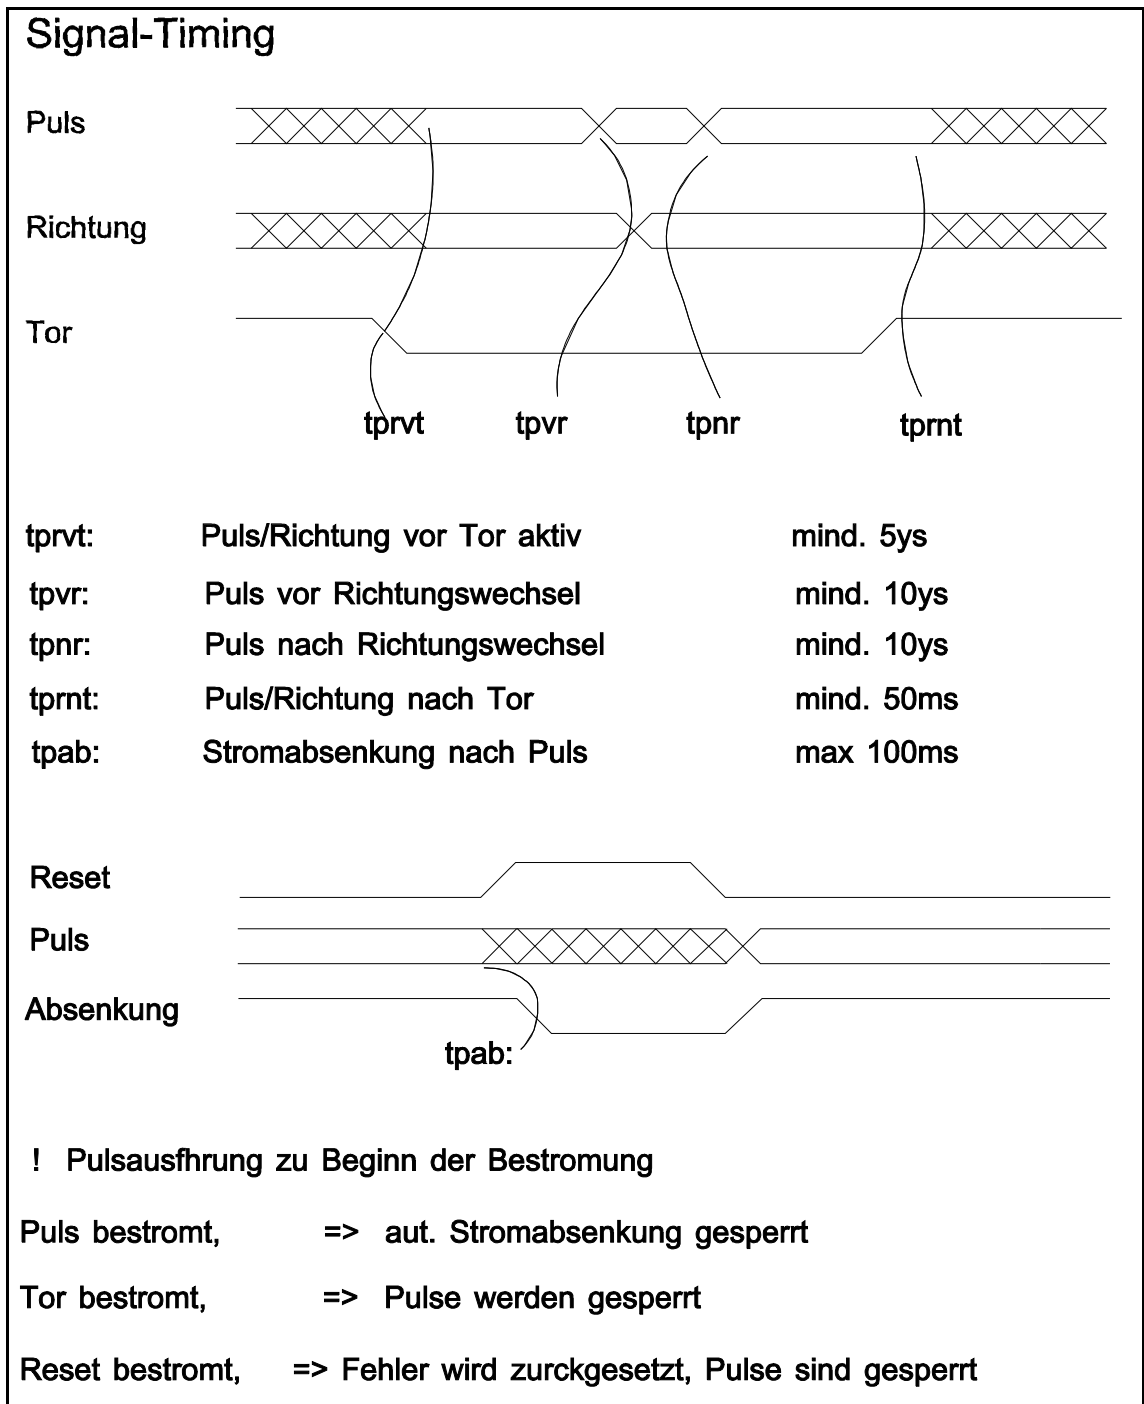 Signal-Timing
Puls
Richtung
Tor
tprvt tpvr tpnr tprnt
tprvt: Puls/Richtung vor Tor aktiv mind. 5ys
tpvr: Puls vor Richtungswechsel mind. 10ys
tpnr: Puls nach Richtungswechsel mind. 10ys
tprnt: Puls/Richtung nach Tor mind. 50ms
tpab: Stromabsenkung nach Puls max 100ms
Reset
Puls
Absenkung
tpab:
! Pulsausfhrung zu Beginn der Bestromung
Puls bestromt, => aut. Stromabsenkung gesperrt
Tor bestromt, => Pulse werden gesperrt
Reset bestromt, => Fehler wird zurckgesetzt, Pulse sind gesperrt